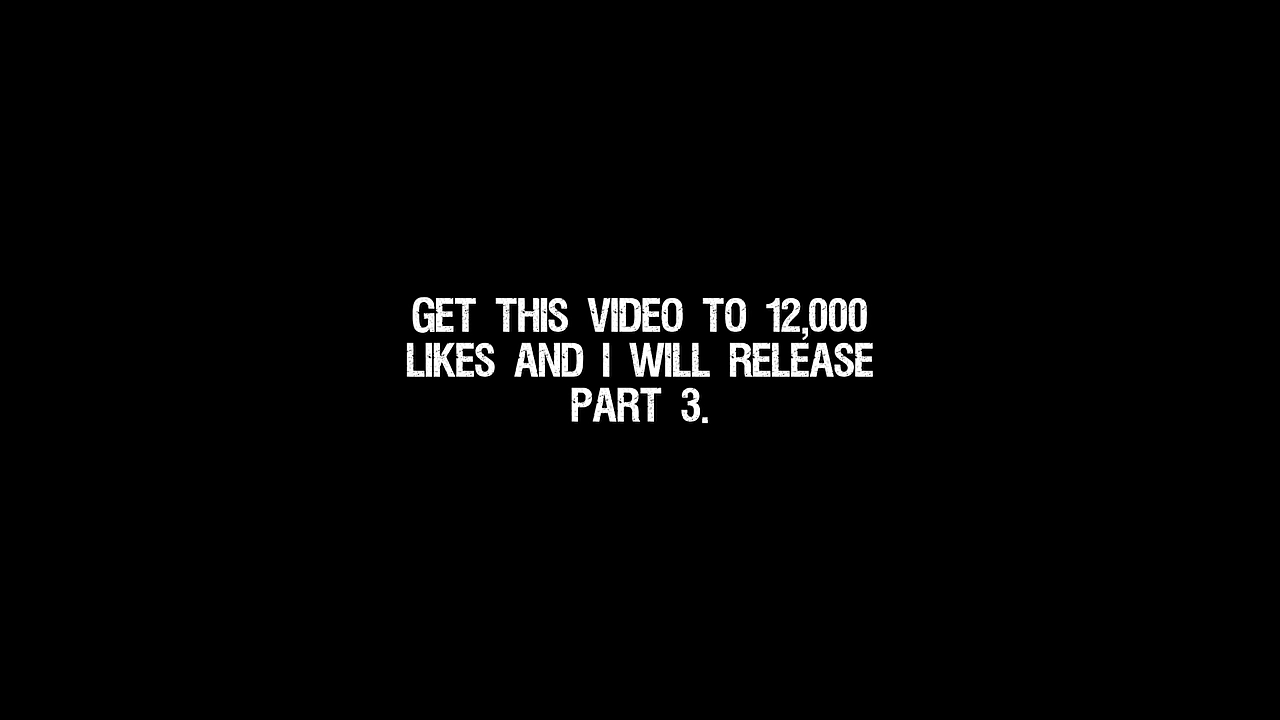 GET THIS VIDEO TO 12,000
LIKES AND I WILL RELEASE
PART 3.